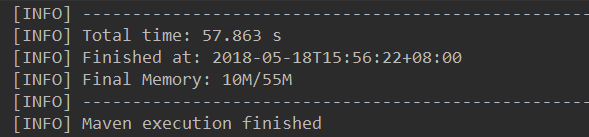 [INFO] ------------------------------------------------------------------------
[INFO] Total time: 57.863 s
[INFO] Finished at: 2018-05-18T15:56:22+08:00
[INFO] Final Memory: 10M/55M
[INFO] ------------------------------------------------------------------------
[INFO] Maven execution finished